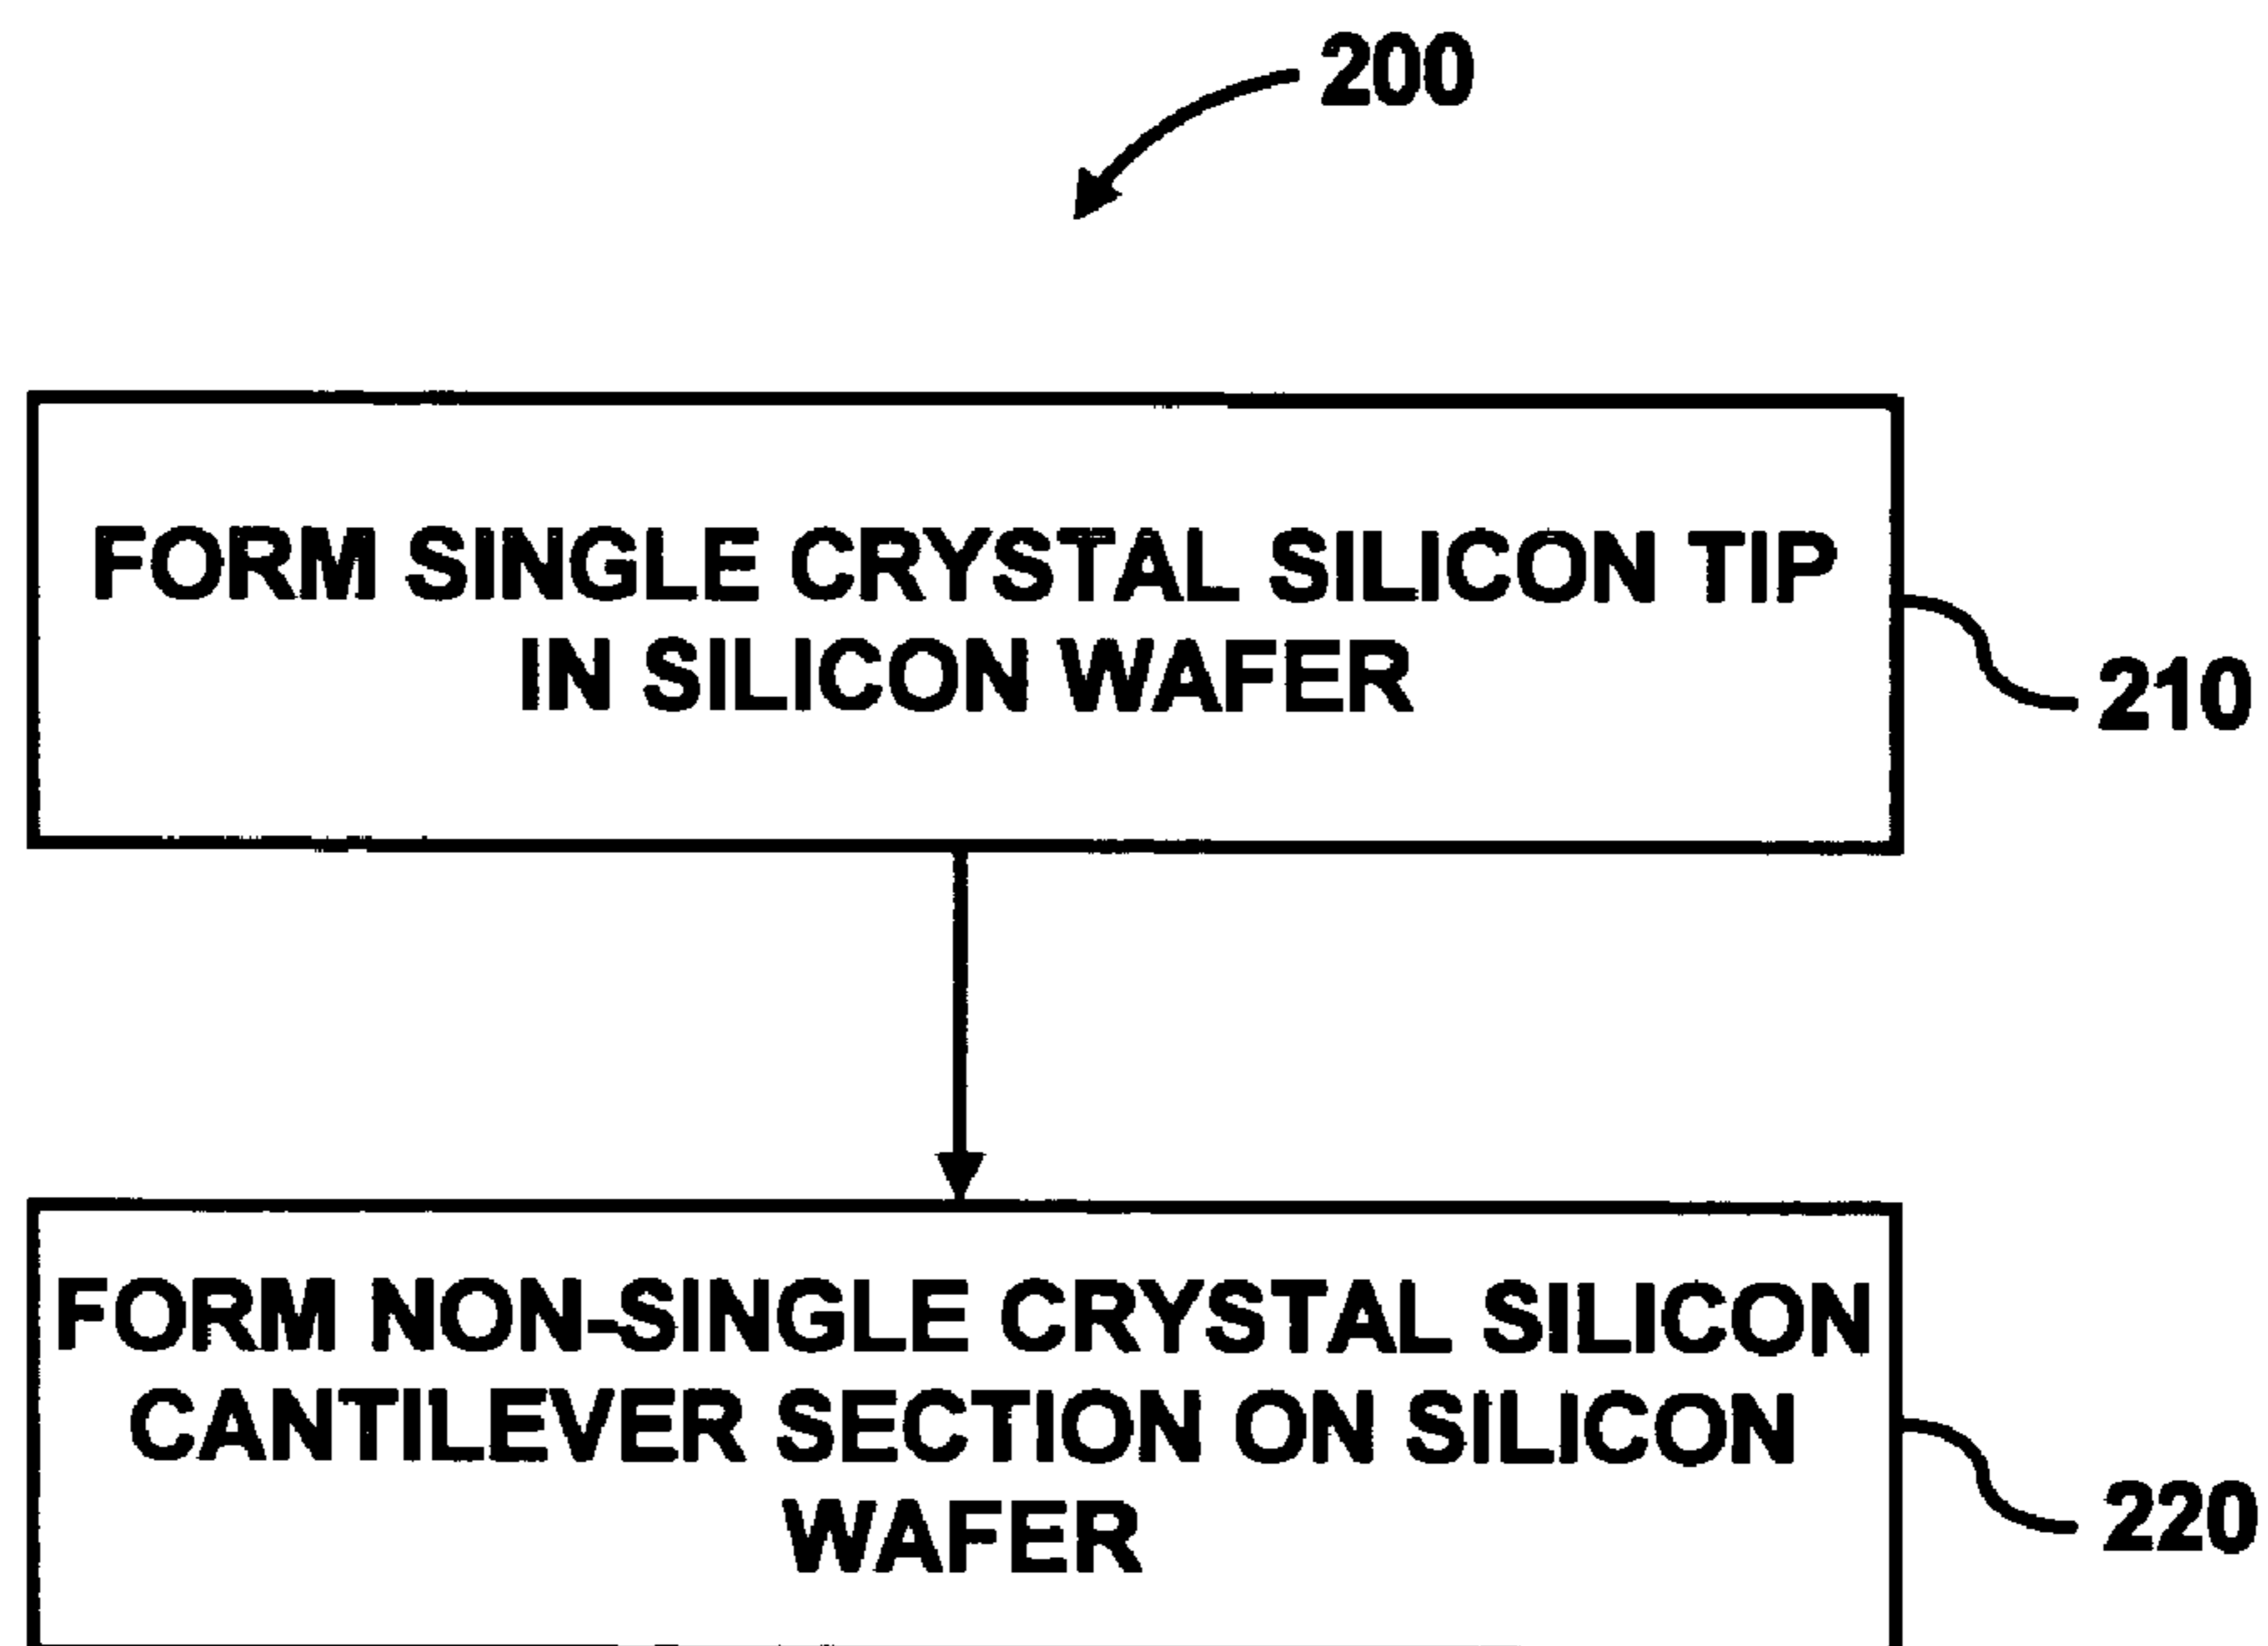 200
FORM SINGLE CRYSTAL SILICON TIP
IN SILICON WAFER
210
FORM NON-SINGLE CRYSTAL SILICON
CANTILEVER SECTION ON SILICON
WAFER
220